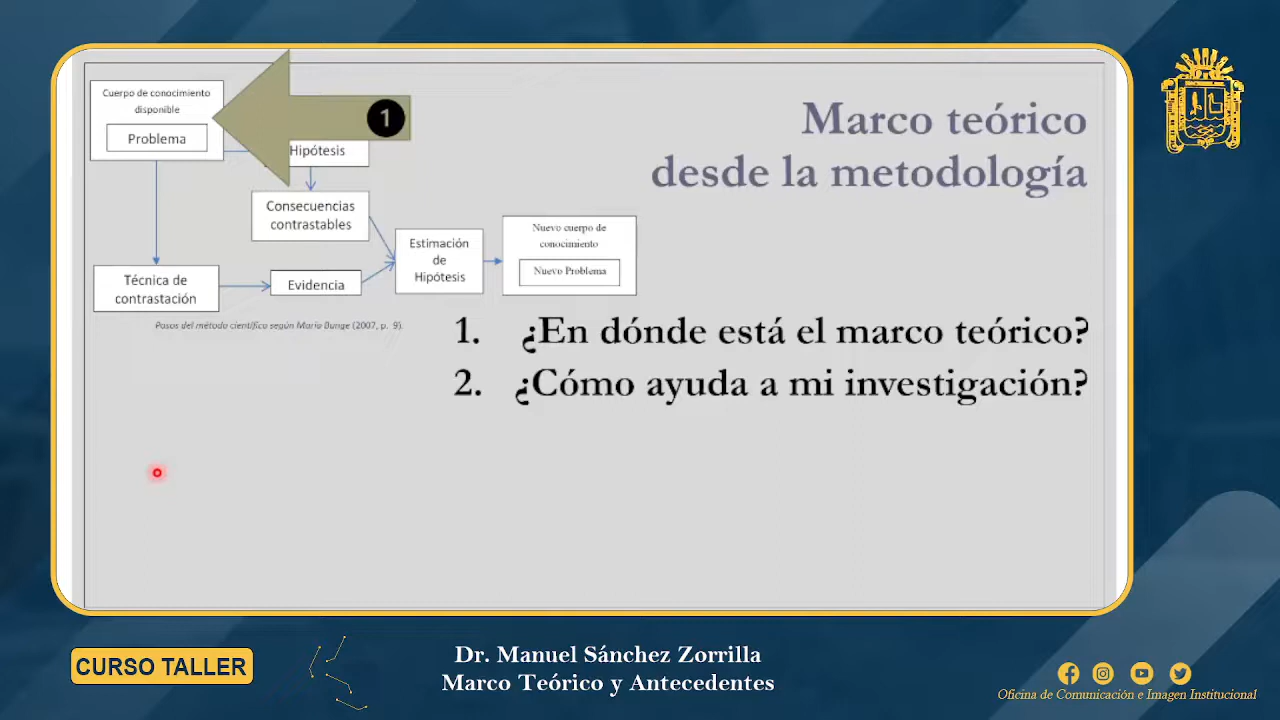 Cuerpo de conocimiento
disponible
Problema
1
Hipótesis
Consecuencias
contrastables
Técnica de
contrastación
Evidencia
Estimación
de
Hipótesis
Nuevo cuerpo de
conocimiento
Nuevo Problema
Pasos del método científico según Mario Bunge (2007, p. 9).
Marco teórico
desde la metodología
1. ¿En dónde está el marco teórico?
2. ¿Cómo ayuda a mi investigación?
CURSO TALLER
Dr. Manuel Sánchez Zorrilla
Marco Teórico y Antecedentes
Oficina de Comunicación e Imagen Institucional